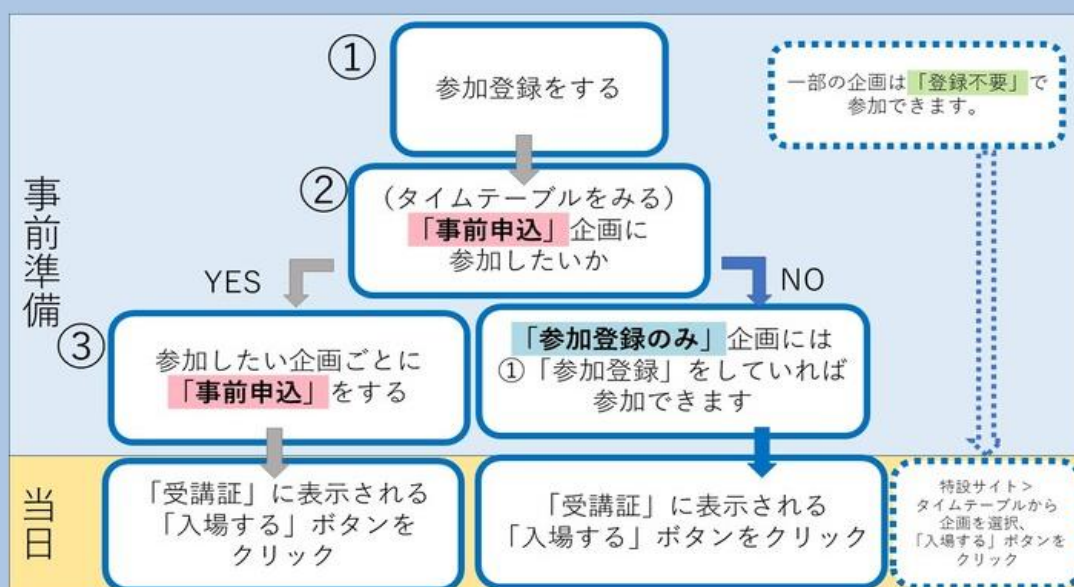 事前準備
①
参加登録をする
一部の企画は「登録不要」で
参加できます。
②
（タイムテーブルをみる）
「事前申込」企画に
参加したいか
YES
NO
③
参加したい企画ごとに
「事前申込」をする
「参加登録のみ」企画には
①「参加登録」をしていれば
参加できます
当日
「受講証」に表示される
「入場する」ボタンを
クリック
「受講証」に表示される
「入場する」ボタンをクリック
特設サイト＞
タイムテーブルから
企画を選択、
「入場する」ボタンを
クリック